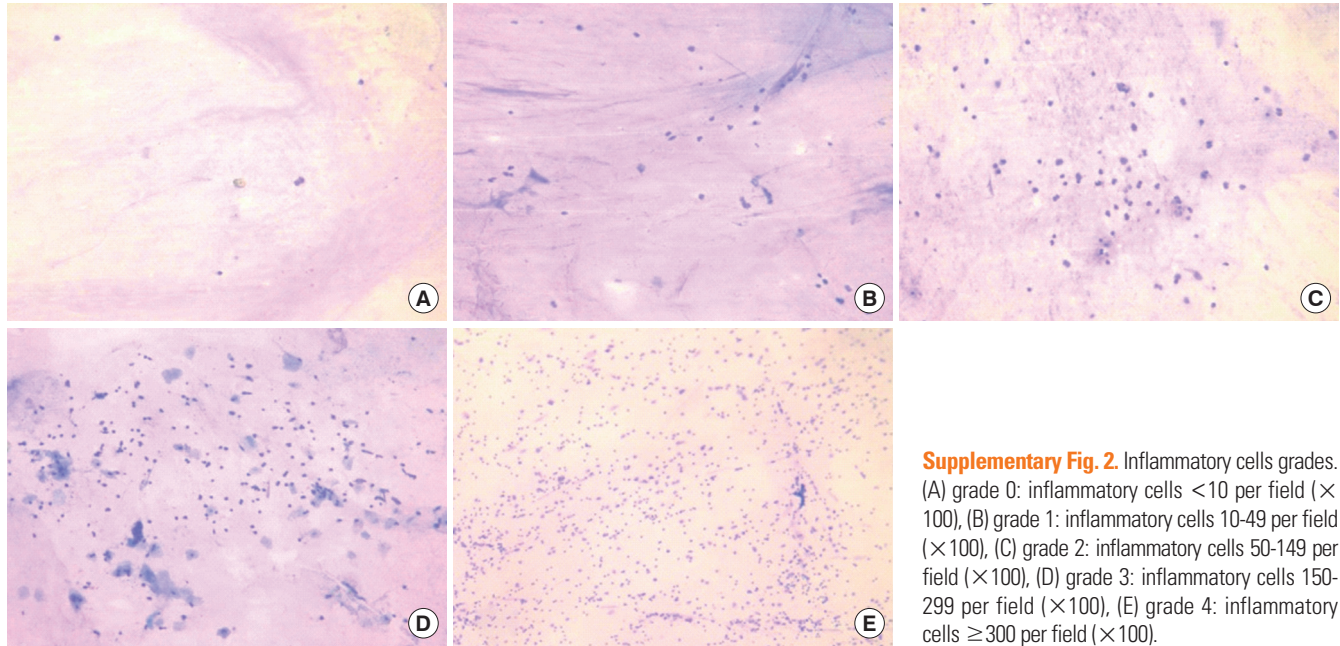 A
B
C
D
E
Supplementary Fig. 2. Inflammatory cells grades.
(A) grade 0: inflammatory cells <10 per field (×
100), (B) grade 1: inflammatory cells 10-49 per field
(×100), (C) grade 2: inflammatory cells 50-149 per
field (×100), (D) grade 3: inflammatory cells 150-
299 per field (×100), (E) grade 4: inflammatory
cells ≥300 per field (×100).